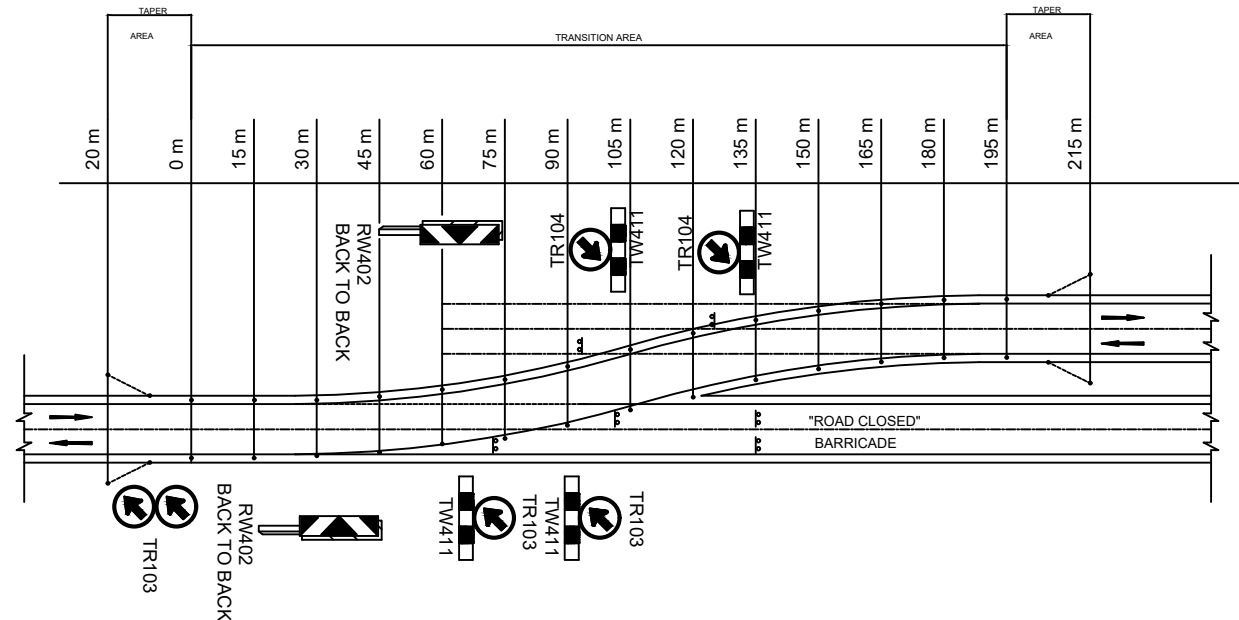 TAPER
AREA
TRANSITION AREA
TAPER
AREA
20 m
0 m
15 m
30 m
45 m
60 m
75 m
90 m
105 m
120 m
135 m
150 m
165 m
180 m
195 m
215 m
RW402
BACK TO BACK
TR104
TW411
TR104
TW411
"ROAD CLOSED"
BARRICADE
TR103
RW402
BACK TO BACK
TW411
TR103
TW411
TR103